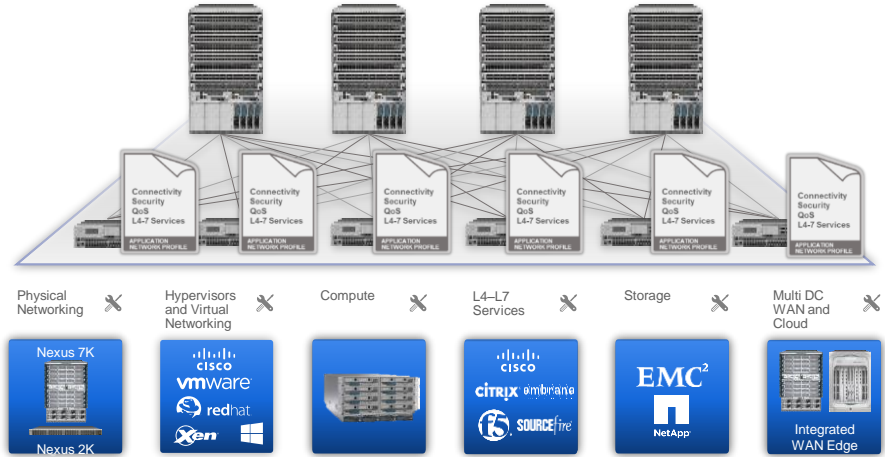 Connectivity
Security
QoS
L4-7 Services
APPLICATION
NETWORK PROFILE
Connectivity
Security
QoS
L4-7 Services
APPLICATION
NETWORK PROFILE
Connectivity
Security
QoS
L4-7 Services
APPLICATION
NETWORK PROFILE
Connectivity
Security
QoS
L4-7 Services
APPLICATION
NETWORK PROFILE
Connectivity
Security
QoS
L4-7 Services
APPLICATION
NETWORK PROFILE
Connectivity
Security
QoS
L4-7 Services
APPLICATION
NETWORK PROFILE
Physical
Networking
Hypervisors
and Virtual
Networking
Compute
L4–L7
Services
Storage
Multi DC
WAN and
Cloud
Nexus 7K
Nexus 2K
CISCO
vmware
redhat
Xen
CISCO
CITRIX embrane
f5 SOURCEfire
EMC²
NetApp
Integrated
WAN Edge